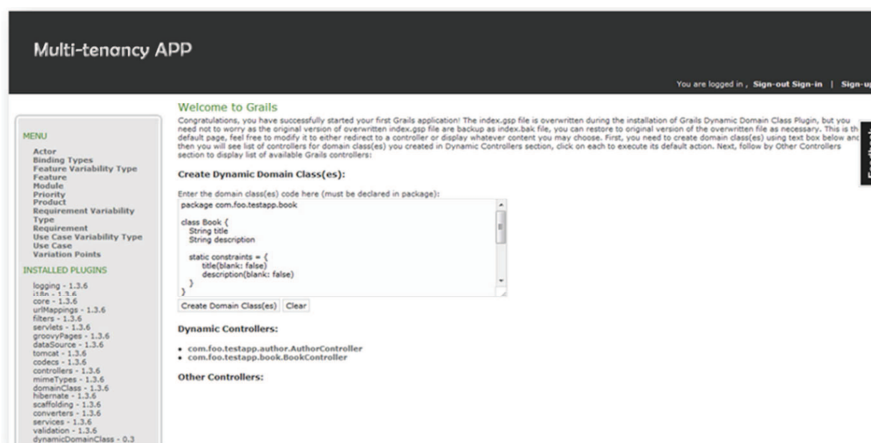 Multi-tenancy APP
You are logged in , Sign-out Sign-in | Sign-up
MENU
Actor
Binding Types
Feature Variability Type
Feature
Module
Priority
Product
Requirement Variability
Type
Requirement
Use Case Variability Type
Use Case
Variation Points
INSTALLED PLUGINS
logging - 1.3.6
i18n - 1.3.6
core - 1.3.6
urlMappings - 1.3.6
filters - 1.3.6
servlets - 1.3.6
groovyPages - 1.3.6
dataSource - 1.3.6
tomcat - 1.3.6
codecs - 1.3.6
controllers - 1.3.6
mimeTypes - 1.3.6
domainClass - 1.3.6
hibernate - 1.3.6
scaffolding - 1.3.6
converters - 1.3.6
services - 1.3.6
validation - 1.3.6
dynamicDomainClass - 0.3
Welcome to Grails
Congratulations, you have successfully started your first Grails application! The index.gsp file is overwritten during the installation of Grails Dynamic Domain Class Plugin, but you
need not to worry as the original version of overwritten index.gsp file are backup as index.bak file, you can restore to original version of the overwritten file as necessary. This is th
default page, feel free to modify it to either redirect to a controller or display whatever content you may choose. First, you need to create domain class(es) using text box below and
then you will see list of controllers for domain class(es) you created in Dynamic Controllers section, click on each to execute its default action. Next, follow by Other Controllers
section to display list of available Grails controllers:
Create Dynamic Domain Class(es):
Enter the domain class(es) code here (must be declared in package):
package com.foo.testapp.book
class Book {
String title
String description
static constraints = {
title(blank: false)
description(blank: false)
}
}
Create Domain Class(es) Clear
Dynamic Controllers:
• com.foo.testapp.author.AuthorController
• com.foo.testapp.book.BookController
Other Controllers:
Feedback